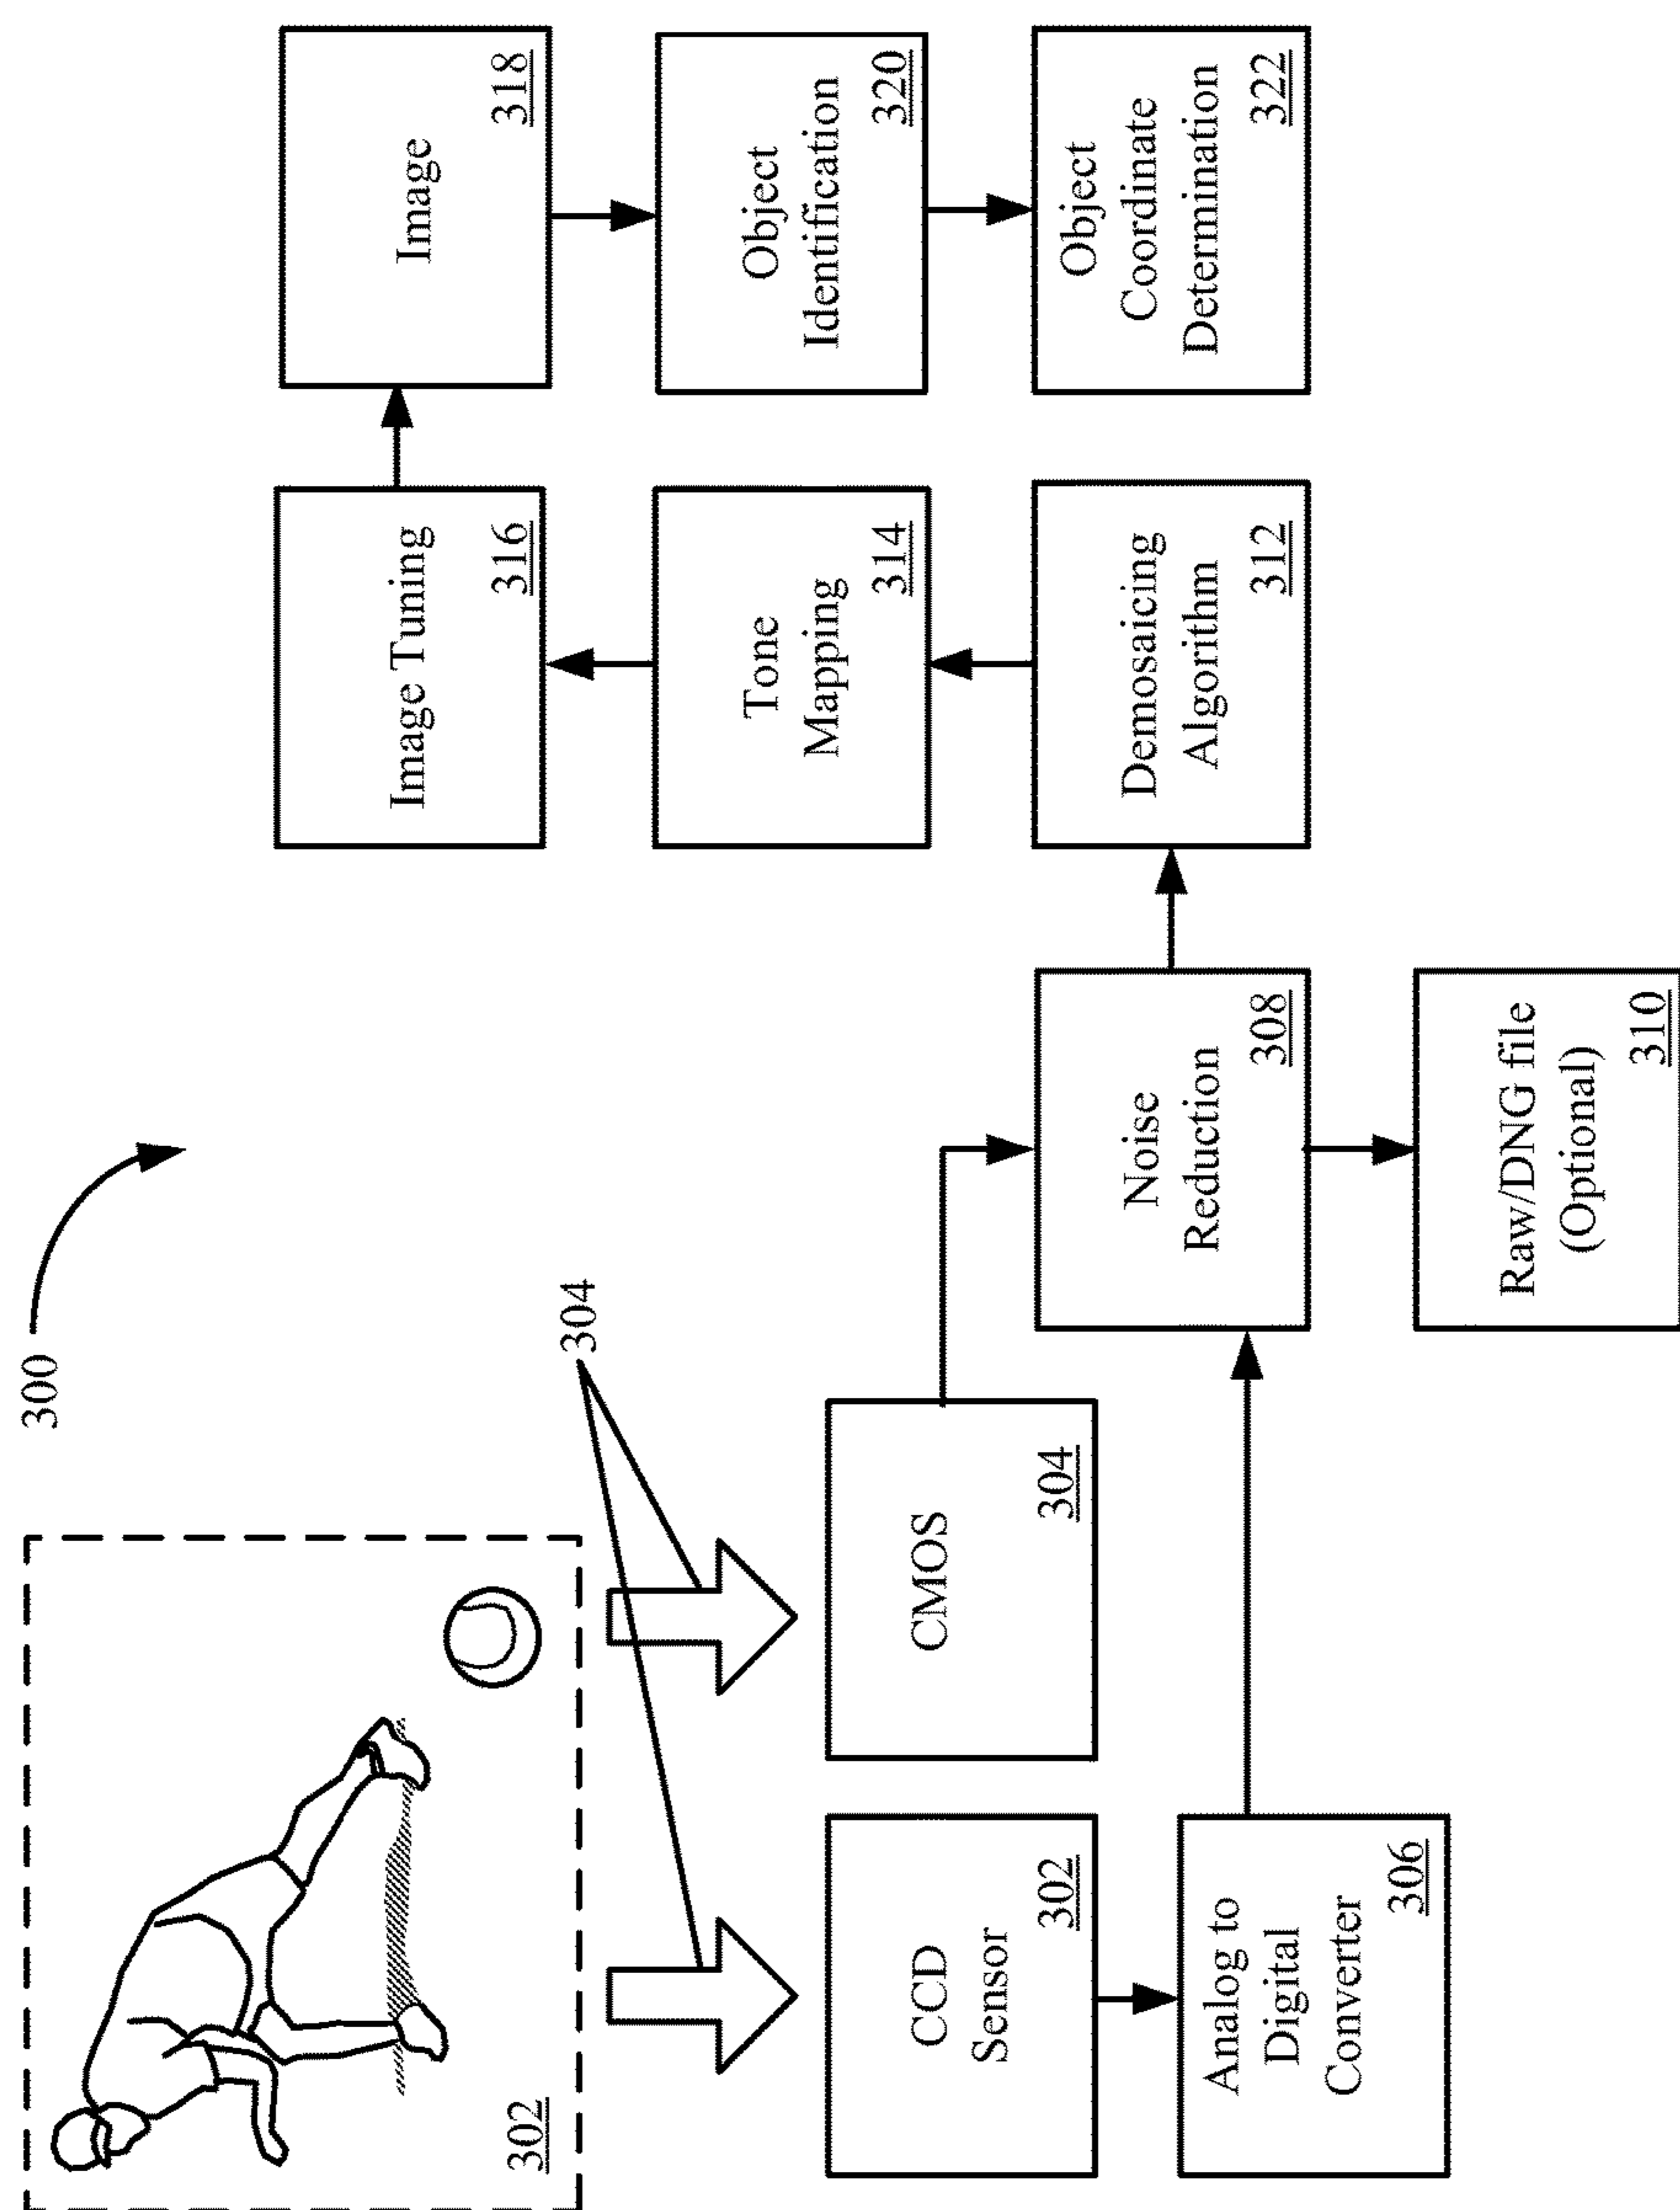 300
302
304
CCD
Sensor
302
CMOS
304
Analog to
Digital
Converter
306
Noise
Reduction
308
Raw/DNG file
(Optional)
310
Demosaicing
Algorithm
312
Tone
Mapping
314
Image Tuning
316
Image
318
Object
Identification
320
Object
Coordinate
Determination
322